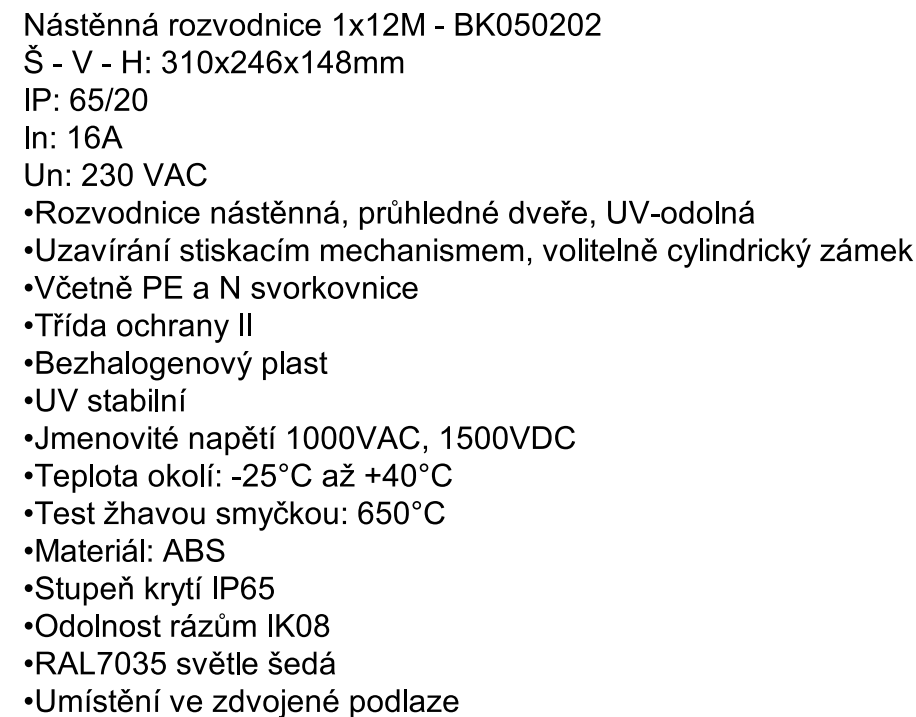 Nástěnná rozvodnice 1x12M - BK050202
Š - V - H: 310x246x148mm
IP: 65/20
In: 16A
Un: 230 VAC
•Rozvodnice nástěnná, průhledné dveře, UV-odolná
•Uzavírání stiskacím mechanismem, volitelně cylindrický zámek
•Včetně PE a N svorkovnice
•Třída ochrany II
•Bezhalogenový plast
•UV stabilní
•Jmenovité napětí 1000VAC, 1500VDC
•Teplota okolí: -25°C až +40°C
•Test žhavou smyčkou: 650°C
•Materiál: ABS
•Stupeň krytí IP65
•Odolnost rázům IK08
•RAL7035 světle šedá
•Umístění ve zdvojené podlaze